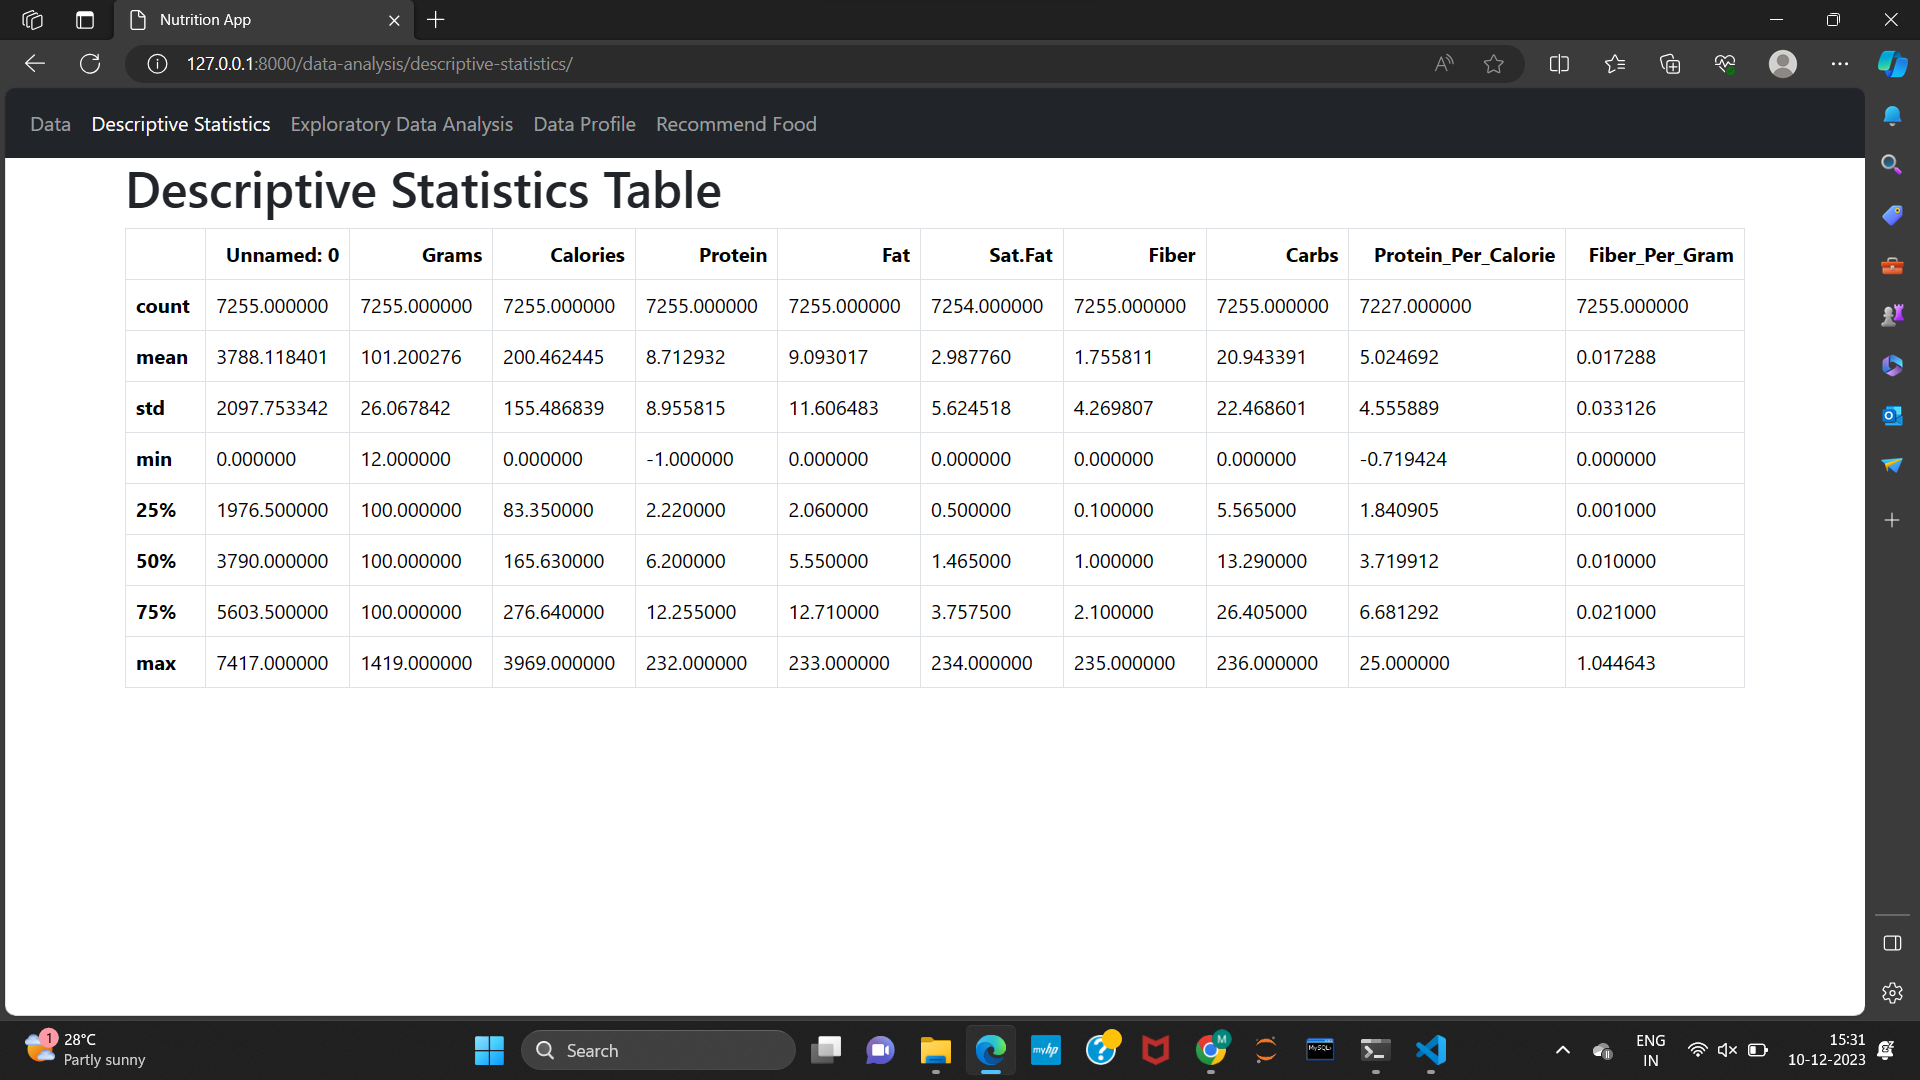 Nutrition App
127.0.0.1:8000/data-analysis/descriptive-statistics/
Data Descriptive Statistics Exploratory Data Analysis Data Profile Recommend Food
Descriptive Statistics Table
Unnamed: 0 Grams Calories Protein Fat Sat.Fat Fiber Carbs Protein_Per_Calorie Fiber_Per_Gram
count 7255.000000 7255.000000 7255.000000 7255.000000 7255.000000 7254.000000 7255.000000 7255.000000 7227.000000 7255.000000
mean 3788.118401 101.200276 200.462445 8.712932 9.093017 2.987760 1.755811 20.943391 5.024692 0.017288
std 2097.753342 26.067842 155.486839 8.955815 11.606483 5.624518 4.269807 22.468601 4.555889 0.033126
min 0.000000 12.000000 0.000000 -1.000000 0.000000 0.000000 0.000000 0.000000 -0.719424 0.000000
25% 1976.500000 100.000000 83.350000 2.220000 2.060000 0.500000 0.100000 5.565000 1.840905 0.001000
50% 3790.000000 100.000000 165.630000 6.200000 5.550000 1.465000 1.000000 13.290000 3.719912 0.010000
75% 5603.500000 100.000000 276.640000 12.255000 12.710000 3.757500 2.100000 26.405000 6.681292 0.021000
max 7417.000000 1419.000000 3969.000000 232.000000 233.000000 234.000000 235.000000 236.000000 25.000000 1.044643
1
28°C
Partly sunny
Search
myhp
M
MySQL
ENG
IN
15:31
10-12-2023